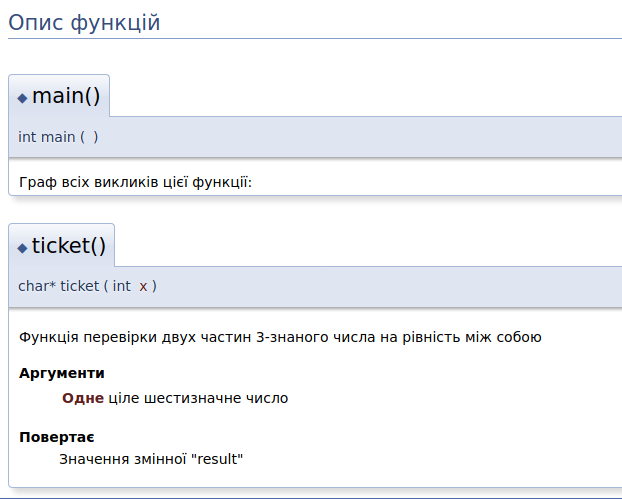 Опис функцій
◆ main()
int main ( )
Граф всіх викликів цієї функції:
◆ ticket()
char* ticket ( int x )
Функція перевірки двух частин 3-знаного числа на рівність між собою
Аргументи
Одне ціле шестизначне число
Повертає
Значення змінної "result"